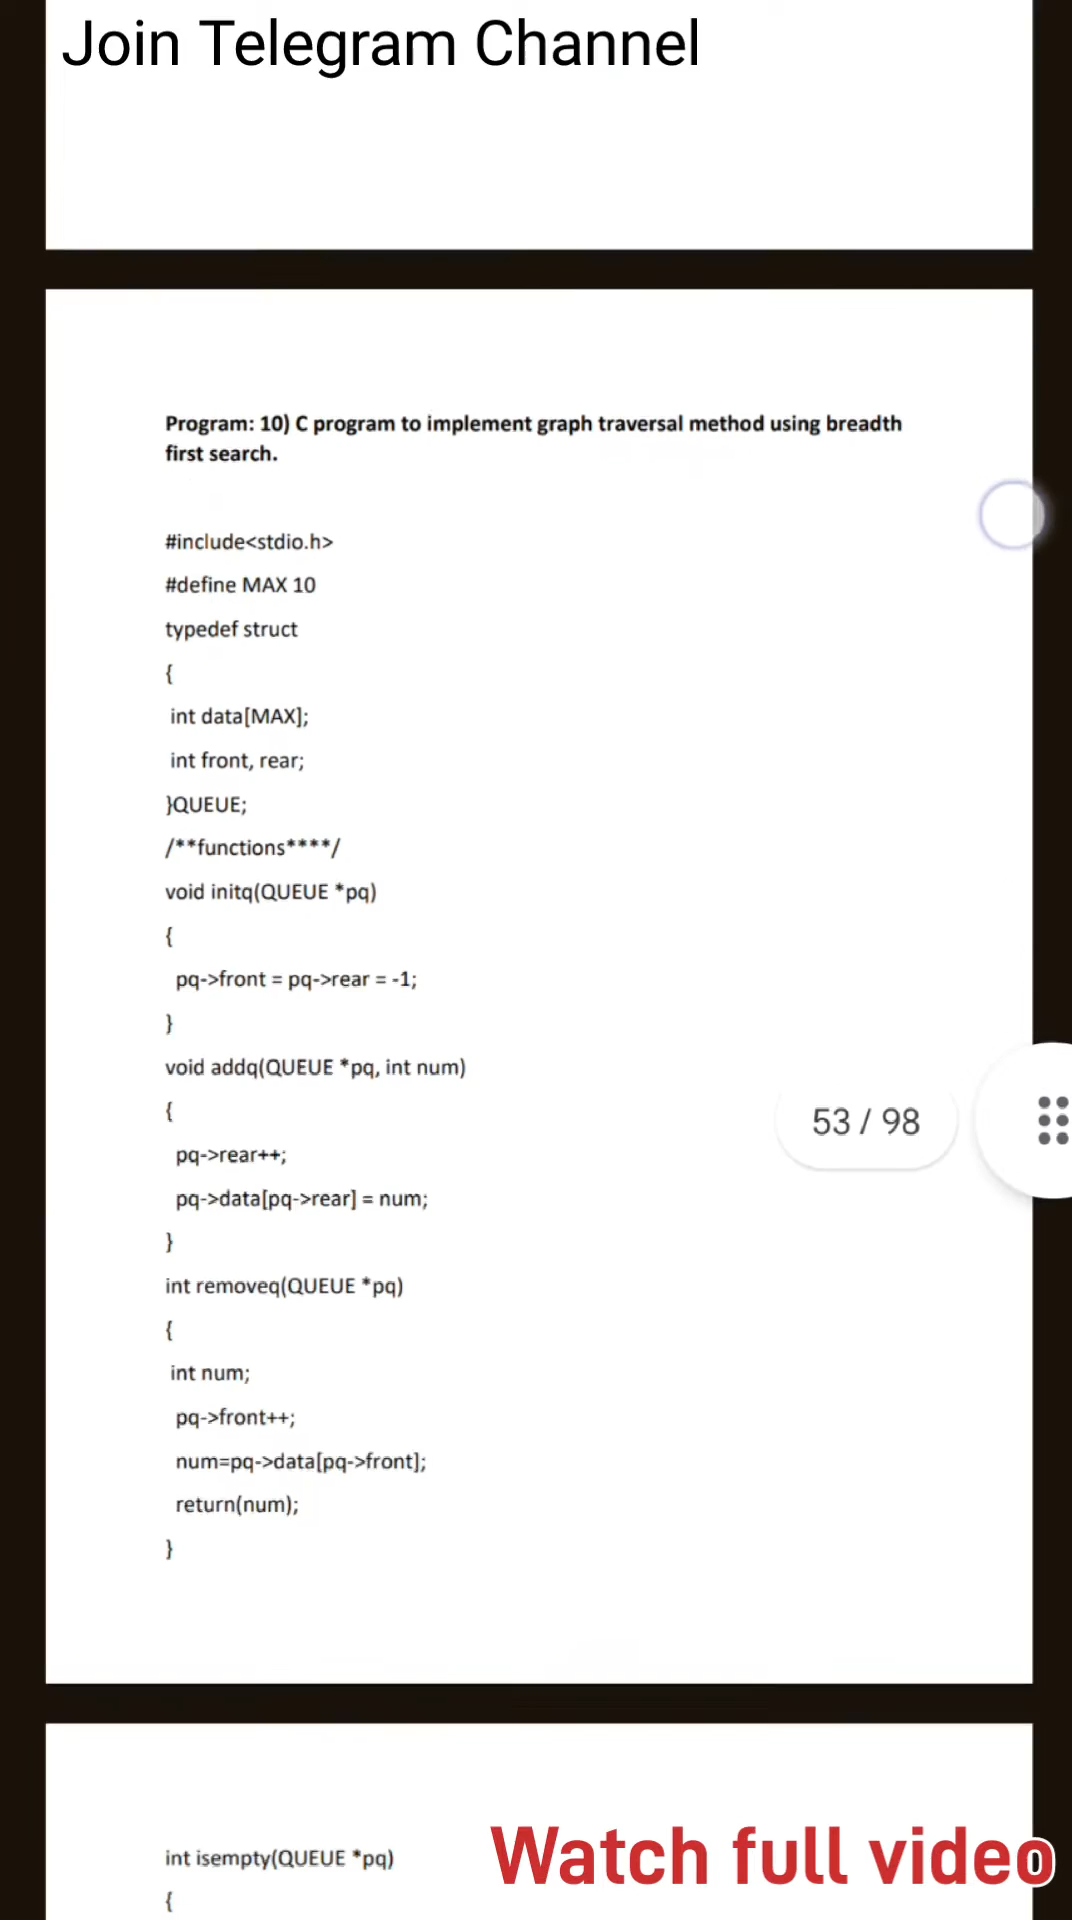 Join Telegram Channel
Program: 10) C program to implement graph traversal method using breadth
first search.
#include<stdio.h>
#define MAX 10
typedef struct
{
int data[MAX];
int front, rear;
}QUEUE;
/**functions****/
void initq(QUEUE *pq)
{
pq->front = pq->rear = -1;
}
void addq(QUEUE *pq, int num)
{
53 / 98
pq->rear++;
pq->data[pq->rear] = num;
}
int removeq(QUEUE *pq)
{
int num;
pq->front++;
num=pq->data[pq->front];
return(num);
}
int isempty(QUEUE *pq)
{
Watch full video